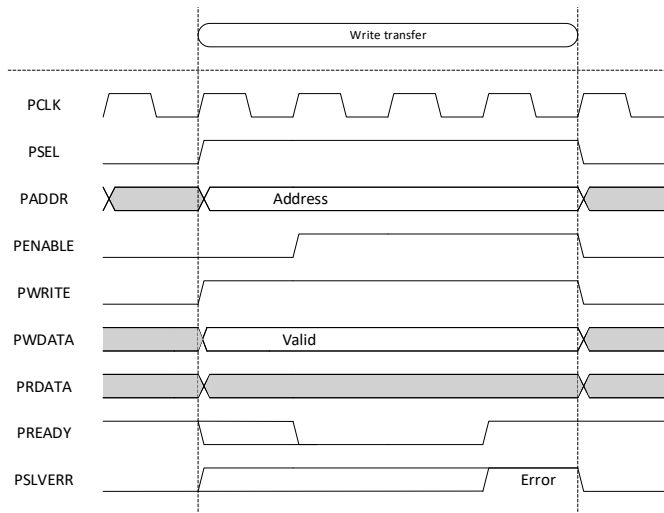 Write transfer
PCLK
PSEL
PADDR
Address
PENABLE
PWRITE
PWDATA
Valid
PRDATA
PREADY
PSLVERR
Error